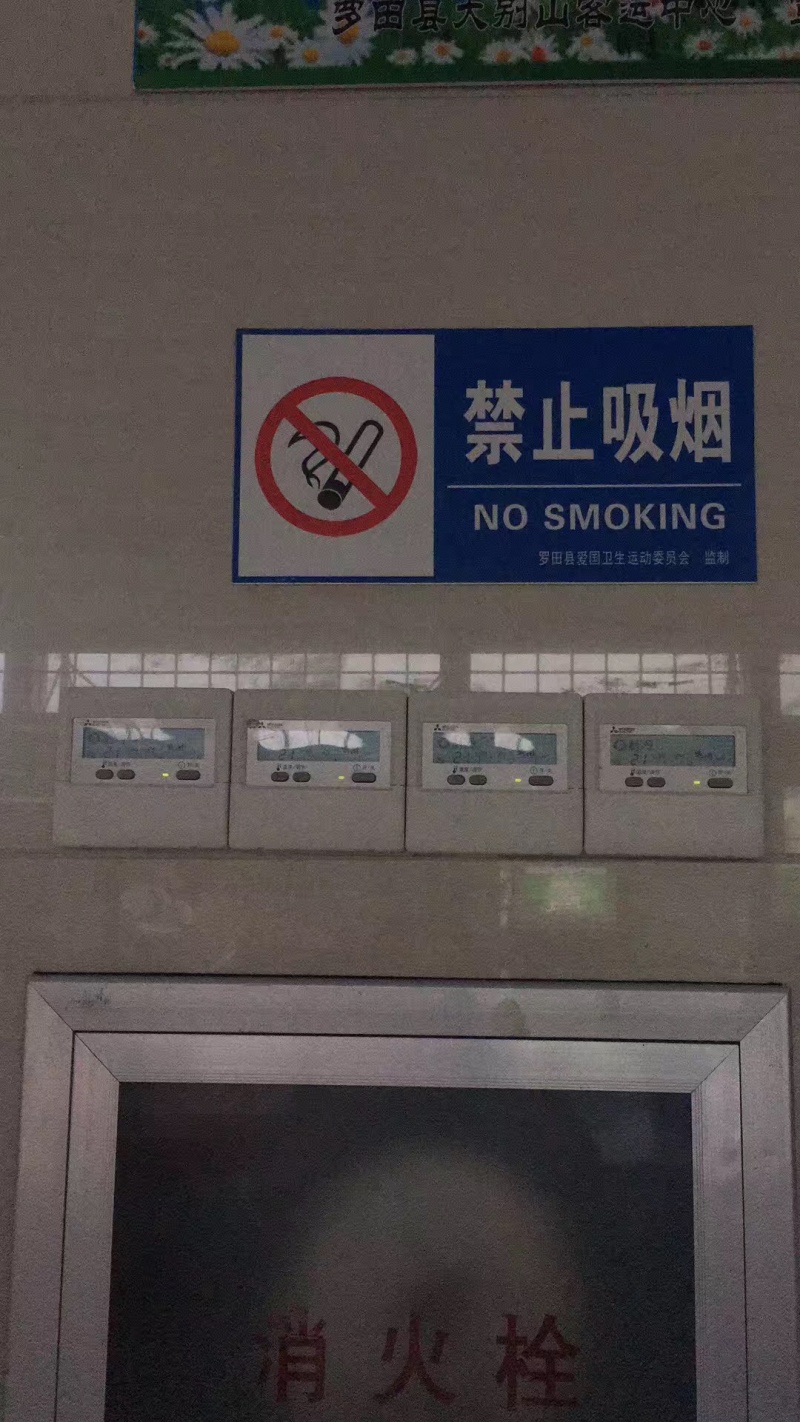 罗田县大别山客运中心
禁止吸烟
NO SMOKING
罗田县爱国卫生运动委员会 监制
消火栓